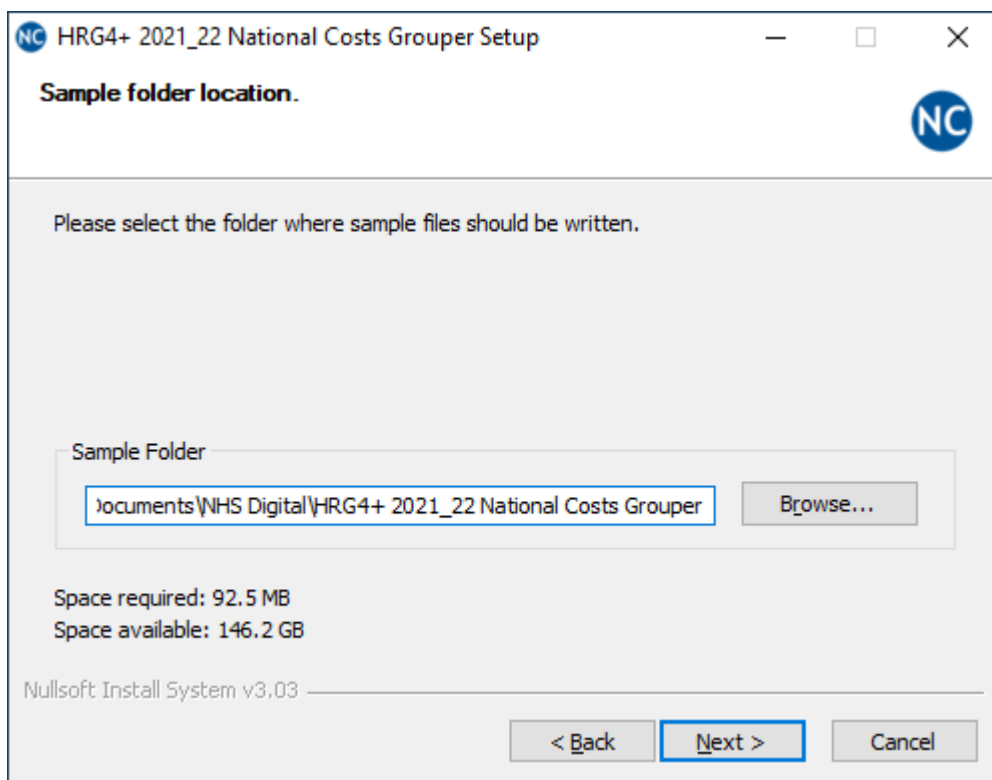 NC HRG4+ 2021_22 National Costs Grouper Setup
Sample folder location.
NC
Please select the folder where sample files should be written.
Sample Folder
Documents\NHS Digital\HRG4+ 2021_22 National Costs Grouper
Browse...
Space required: 92.5 MB
Space available: 146.2 GB
Nullsoft Install System v3.03
< Back
Next >
Cancel